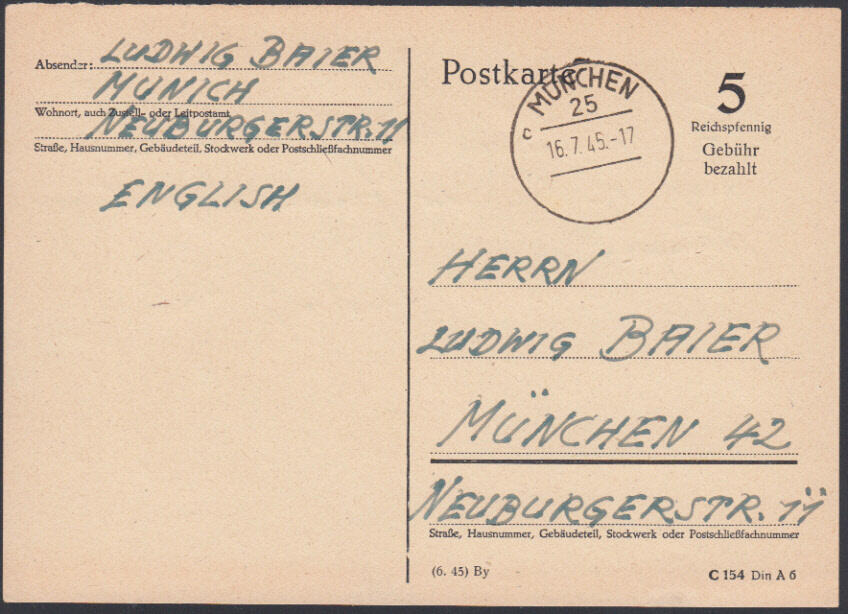 Absender: LUDWIG BAIER
MUNICH
Wohnort, auch Zustell- oder Leitpostamt
NEUBURGERSTR. 11
Straße, Hausnummer, Gebäudeteil, Stockwerk oder Postschließfachnummer
ENGLISH
Postkarte
MÜNCHEN
25
c
16.7.45.-17
5
Reichspfennig
Gebühr
bezahlt
HERRN
LUDWIG BAIER
MÜNCHEN 42
NEUBURGERSTR. 11
Straße, Hausnummer, Gebäudeteil, Stockwerk oder Postschließfachnummer
(6. 45) By
C 154 Din A 6